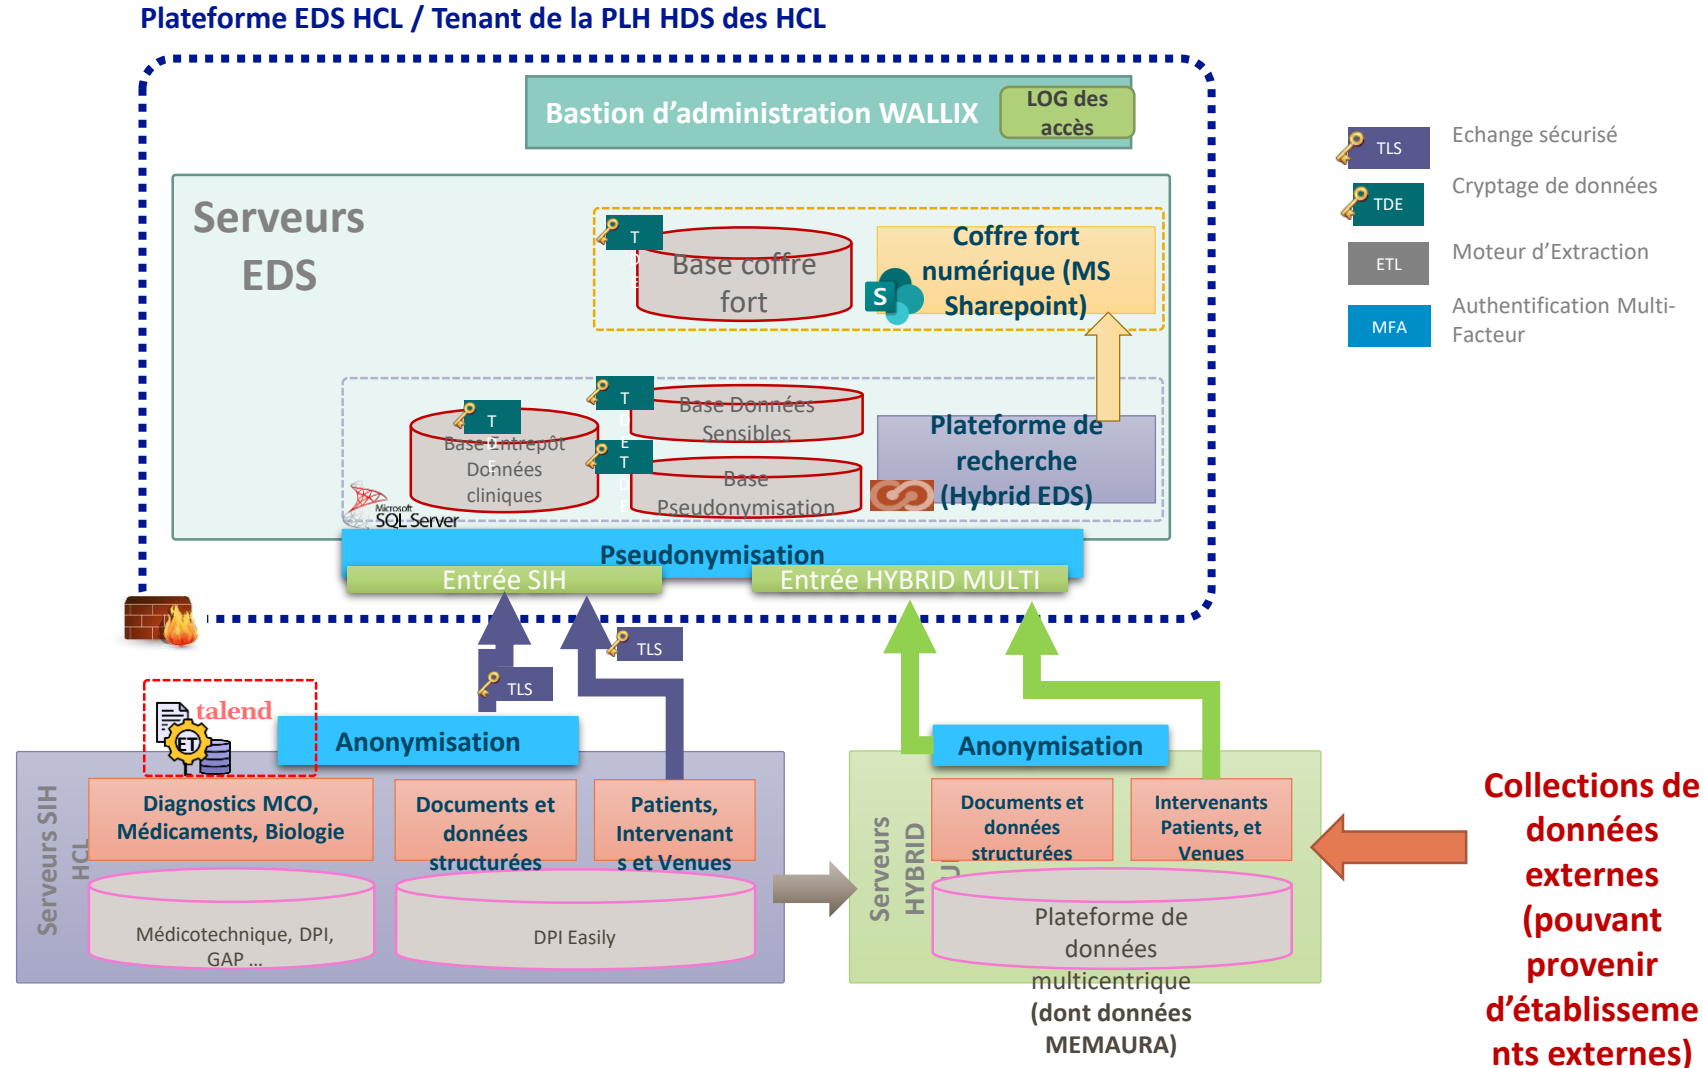 Plateforme EDS HCL / Tenant de la PLH HDS des HCL
Bastion d'administration WALLIX
LOG des
accès
TLS
Echange sécurisé
TDE
Cryptage de données
ETL
Moteur d'Extraction
MFA
Authentification Multi-
Facteur
Serveurs
EDS
T
D
E
Base coffre
fort
S
Coffre fort
numérique (MS
Sharepoint)
T
D
E
Base Entrepôt
Données
cliniques
T
D
E
Base Données
Sensibles
T
D
E
Base
Pseudonymisation
Plateforme de
recherche
(Hybrid EDS)
Microsoft
SQL Server
Pseudonymisation
Entrée SIH
Entrée HYBRID MULTI
TLS
TLS
talend
ET
Anonymisation
Anonymisation
Serveurs SIH
HCL
Diagnostics MCO,
Médicaments, Biologie
Documents et
données
structurées
Patients,
Intervenant
s et Venues
Médicotechnique, DPI,
GAP ...
DPI Easily
Serveurs
HYBRID
Documents et
données
structurées
Intervenants
Patients, et
Venues
Plateforme de
données
multicentrique
(dont données
MEMAURA)
Collections de
données
externes
(pouvant
provenir
d'établisseme
nts externes)